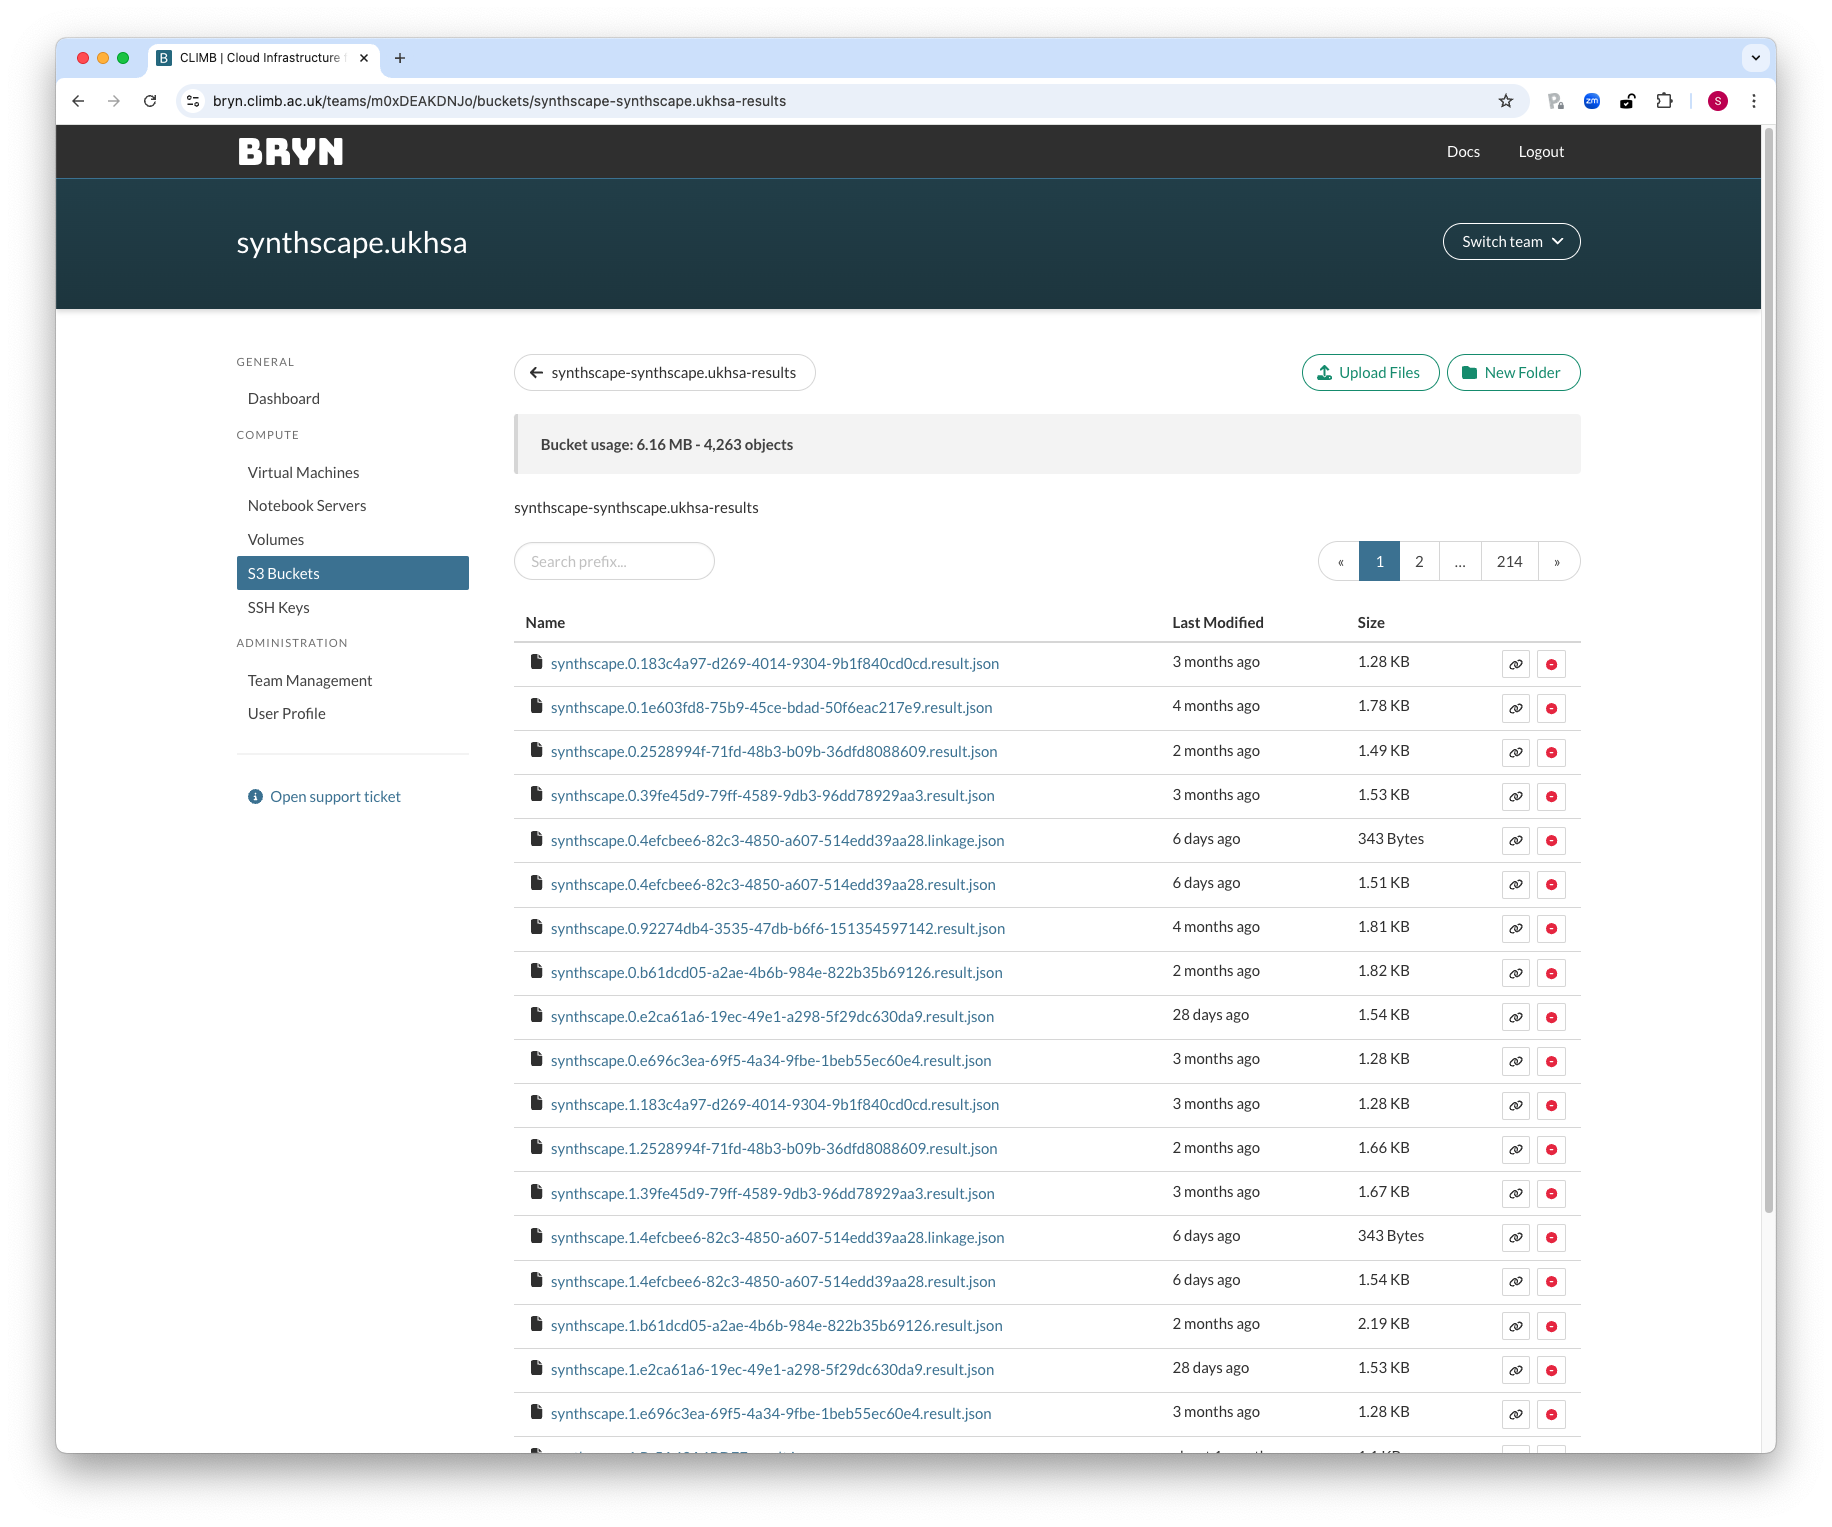 CLIMB | Cloud Infrastructure
bryn.climb.ac.uk/teams/m0xDEAKDNJo/buckets/synthscape-synthscape.ukhsa-results
BRYN
Docs
Logout
synthscape.ukhsa
Switch team
GENERAL
Dashboard
COMPUTE
Virtual Machines
Notebook Servers
Volumes
S3 Buckets
SSH Keys
ADMINISTRATION
Team Management
User Profile
Open support ticket
synthscape-synthscape.ukhsa-results
Upload Files
New Folder
Bucket usage: 6.16 MB - 4,263 objects
synthscape-synthscape.ukhsa-results
Search prefix...
« 1 2 ... 214 »
Name Last Modified Size
synthscape.0.183c4a97-d269-4014-9304-9b1f840cd0cd.result.json 3 months ago 1.28 KB
synthscape.0.1e603fd8-75b9-45ce-bdad-50f6eac217e9.result.json 4 months ago 1.78 KB
synthscape.0.2528994f-71fd-48b3-b09b-36dfd8088609.result.json 2 months ago 1.49 KB
synthscape.0.39fe45d9-79ff-4589-9db3-96dd78929aa3.result.json 3 months ago 1.53 KB
synthscape.0.4efcbee6-82c3-4850-a607-514edd39aa28.linkage.json 6 days ago 343 Bytes
synthscape.0.4efcbee6-82c3-4850-a607-514edd39aa28.result.json 6 days ago 1.51 KB
synthscape.0.92274db4-3535-47db-b6f6-151354597142.result.json 4 months ago 1.81 KB
synthscape.0.b61dcd05-a2ae-4b6b-984e-822b35b69126.result.json 2 months ago 1.82 KB
synthscape.0.e2ca61a6-19ec-49e1-a298-5f29dc630da9.result.json 28 days ago 1.54 KB
synthscape.0.e696c3ea-69f5-4a34-9fbe-1beb55ec60e4.result.json 3 months ago 1.28 KB
synthscape.1.183c4a97-d269-4014-9304-9b1f840cd0cd.result.json 3 months ago 1.28 KB
synthscape.1.2528994f-71fd-48b3-b09b-36dfd8088609.result.json 2 months ago 1.66 KB
synthscape.1.39fe45d9-79ff-4589-9db3-96dd78929aa3.result.json 3 months ago 1.67 KB
synthscape.1.4efcbee6-82c3-4850-a607-514edd39aa28.linkage.json 6 days ago 343 Bytes
synthscape.1.4efcbee6-82c3-4850-a607-514edd39aa28.result.json 6 days ago 1.54 KB
synthscape.1.b61dcd05-a2ae-4b6b-984e-822b35b69126.result.json 2 months ago 2.19 KB
synthscape.1.e2ca61a6-19ec-49e1-a298-5f29dc630da9.result.json 28 days ago 1.53 KB
synthscape.1.e696c3ea-69f5-4a34-9fbe-1beb55ec60e4.result.json 3 months ago 1.28 KB